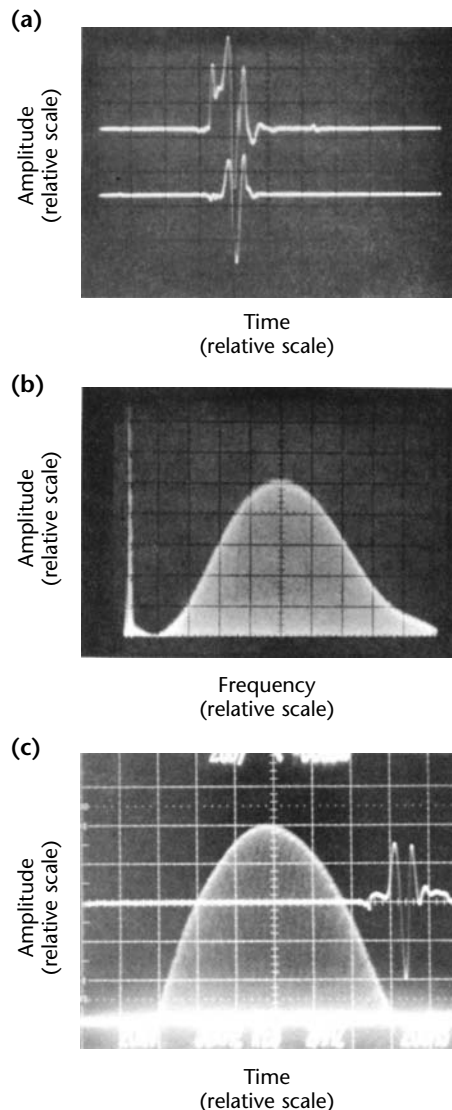 (a)
Amplitude
(relative scale)
Time
(relative scale)
(b)
Amplitude
(relative scale)
Frequency
(relative scale)
(c)
Amplitude
(relative scale)
Time
(relative scale)